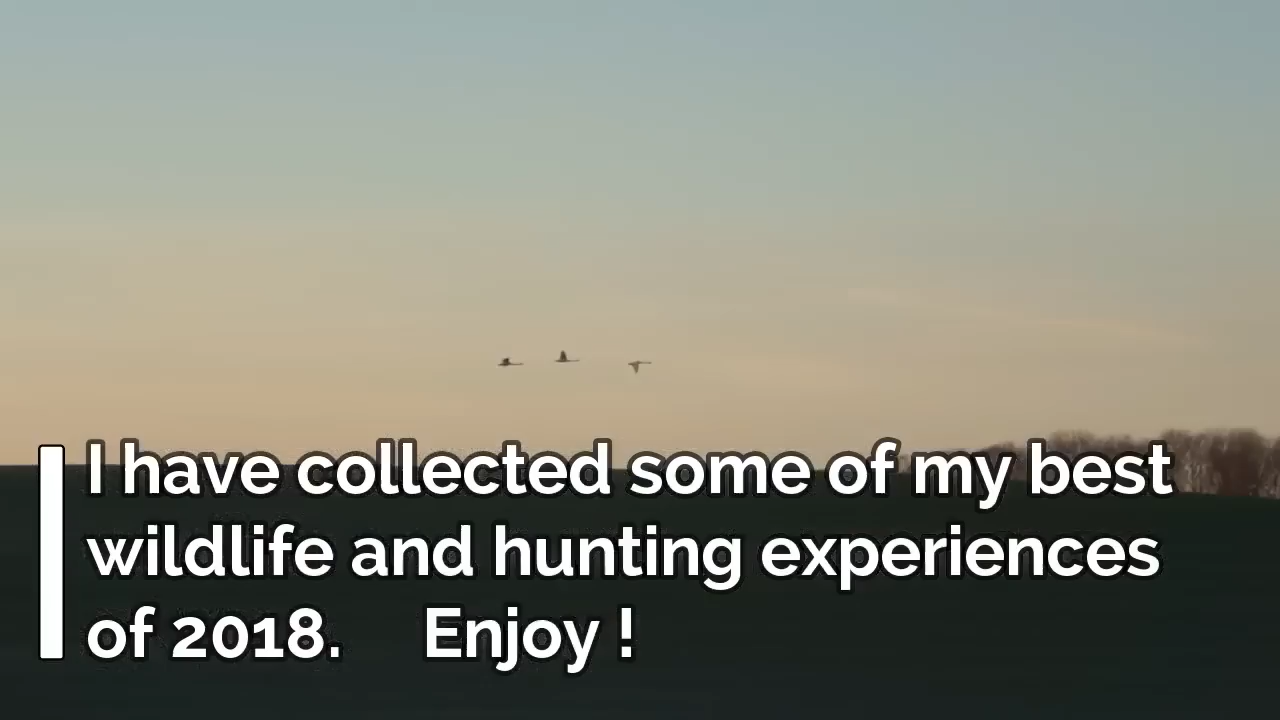 I have collected some of my best
wildlife and hunting experiences
of 2018. Enjoy !